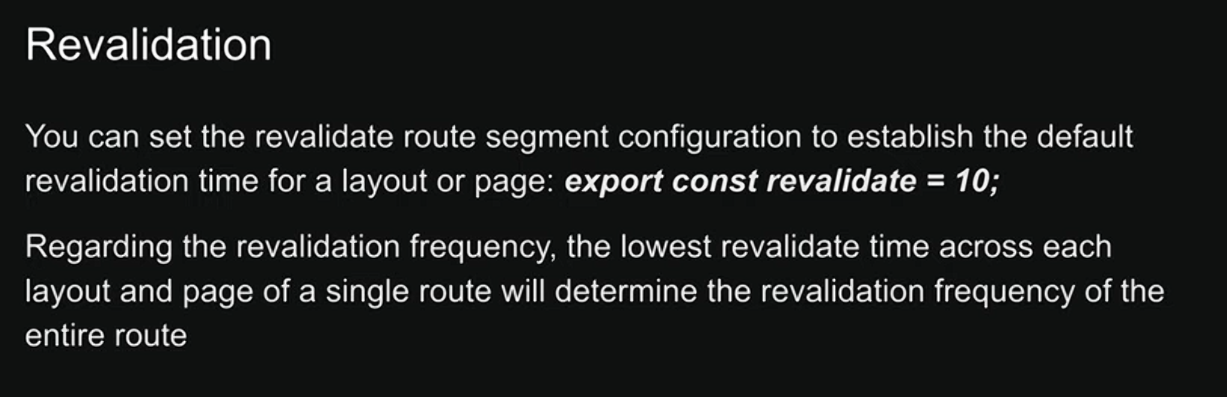 Revalidation
You can set the revalidate route segment configuration to establish the default
revalidation time for a layout or page: export const revalidate = 10;
Regarding the revalidation frequency, the lowest revalidate time across each
layout and page of a single route will determine the revalidation frequency of the
entire route